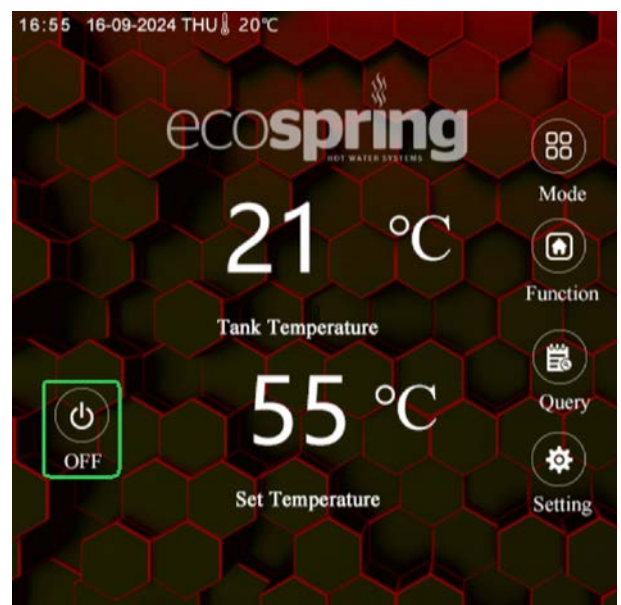 16:55 16-09-2024 THU 20℃
ecospring
HOT WATER SYSTEMS
Mode
21 °C
Function
Tank Temperature
55 °C
Query
OFF
Set Temperature
Setting